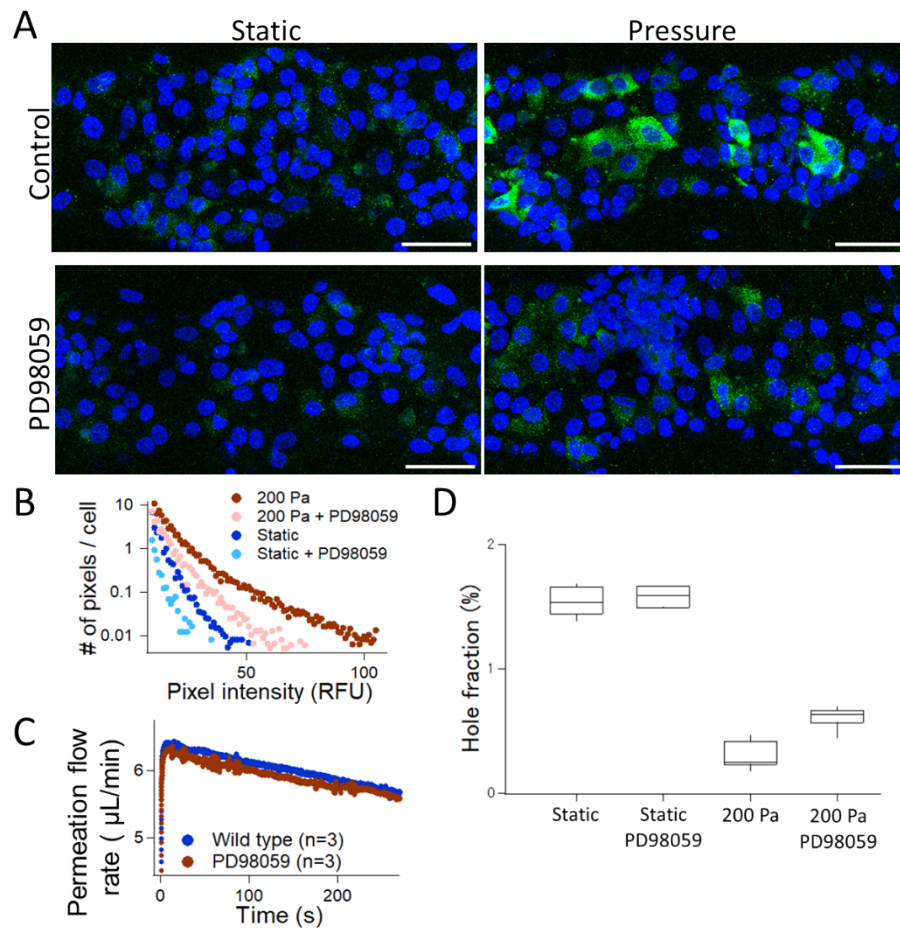 A
Static
Pressure
Control
PD98059
B
10
1
0.1
0.01
# of pixels / cell
50
100
Pixel intensity (RFU)
200 Pa
200 Pa + PD98059
Static
Static + PD98059
C
6
5
Permeation flow
rate ( μL/min)
0
100
200
Time (s)
Wild type (n=3)
PD98059 (n=3)
D
2
1
0
Hole fraction (%)
Static
Static
PD98059
200 Pa
200 Pa
PD98059